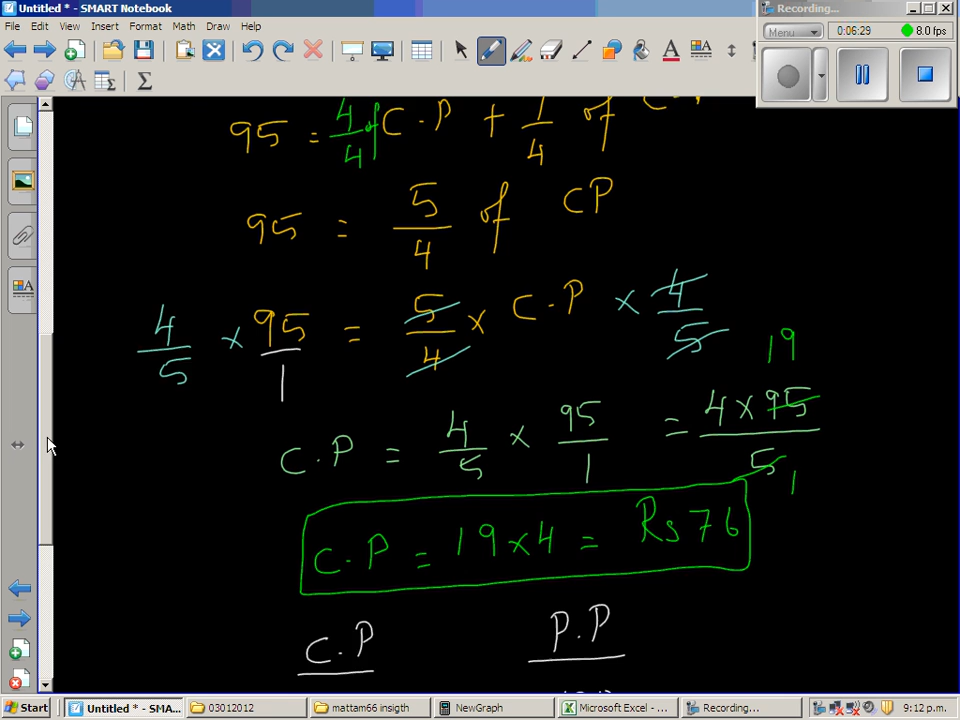 Untitled * - SMART Notebook
Recording...
File Edit View Insert Format Math Draw Help
Menu 0:06:29 8.0 fps
95 = 4/4 of C.P + 1/4 of
95 = 5/4 of CP
4/5 × 95/1 = 5/4 × C.P × 4/5
19
C.P = 4/5 × 95/1 = 4 × 95/5
1
C.P = 19 × 4 = Rs 76
C.P P.P
Start Untitled * - SMA... 03012012 mattam66 insigth NewGraph Microsoft Excel - ... Recording... 9:12 p.m.